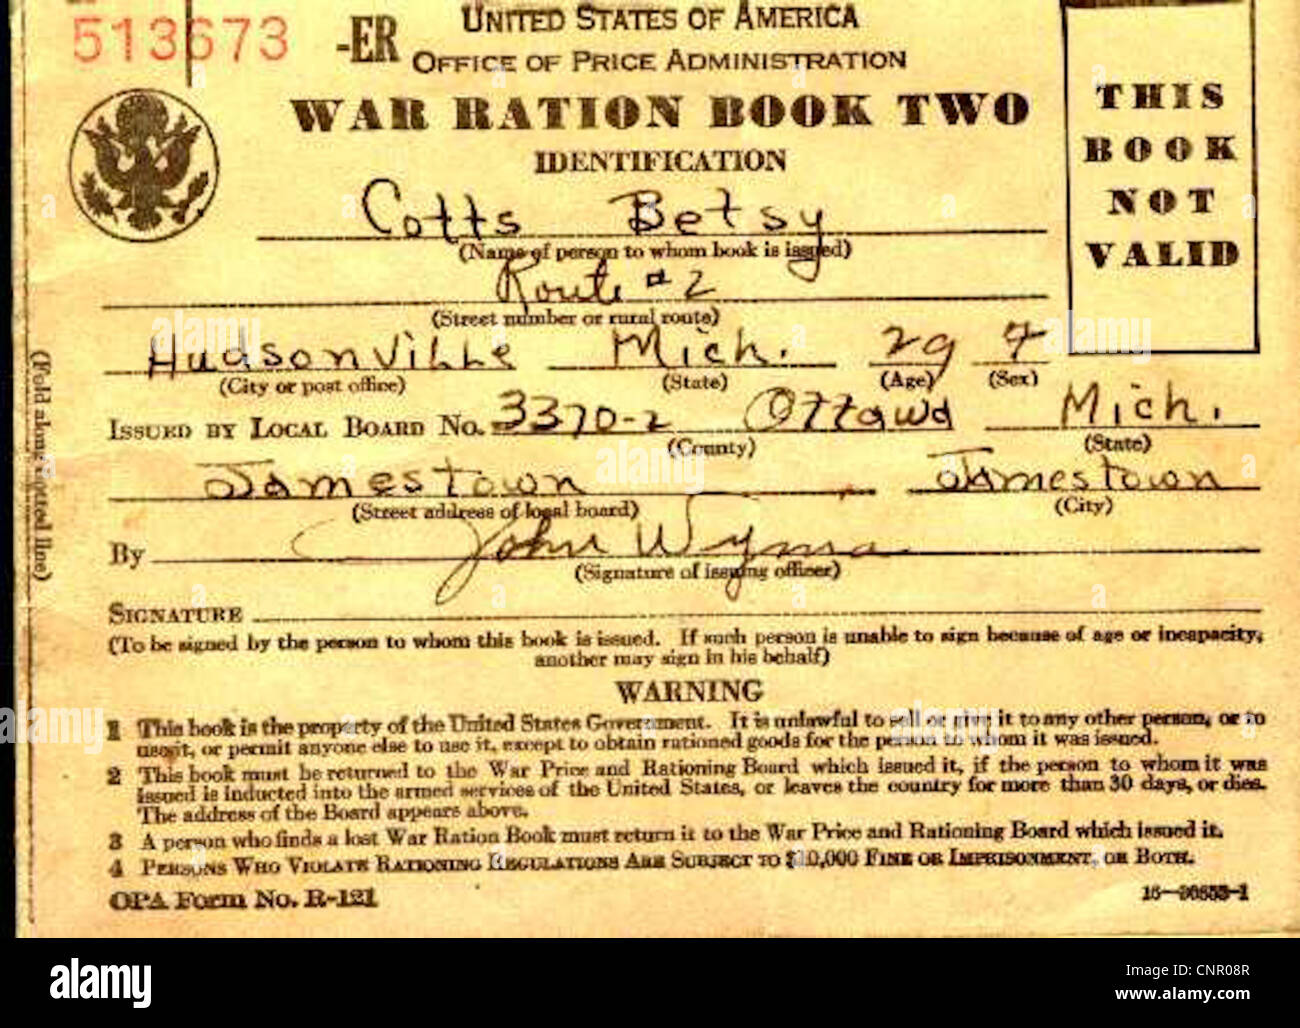 513673
-ER
UNITED STATES OF AMERICA
OFFICE OF PRICE ADMINISTRATION
WAR RATION BOOK TWO
IDENTIFICATION
THIS
BOOK
NOT
VALID
Cotts Betsy
(Name of person to whom book is issued)
Route #2
(Street number or rural route)
Hudsonville Mich. 29 F
(City or post office) (State) (Age) (Sex)
ISSUED BY LOCAL BOARD No. 3370-2 Ottawa Mich.
(County) (State)
Jamestown Jamestown
(Street address of local board) (City)
By John Wyma
(Signature of issuing officer)
SIGNATURE
(To be signed by the person to whom this book is issued. If such person is unable to sign because of age or incapacity,
another may sign in his behalf)
WARNING
1 This book is the property of the United States Government. It is unlawful to sell or give it to any other person, or to
use it, or permit anyone else to use it, except to obtain rationed goods for the person to whom it was issued.
2 This book must be returned to the War Price and Rationing Board which issued it, if the person to whom it was
issued is inducted into the armed services of the United States, or leaves the country for more than 30 days, or dies.
The address of the Board appears above.
3 A person who finds a lost War Ration Book must return it to the War Price and Rationing Board which issued it.
4 PERSONS WHO VIOLATE RATIONING REGULATIONS ARE SUBJECT TO $10,000 FINE OR IMPRISONMENT, OR BOTH.
OPA Form No. R-121
(Fold along dotted line)
alamy
Image ID: CNR08R
www.alamy.com